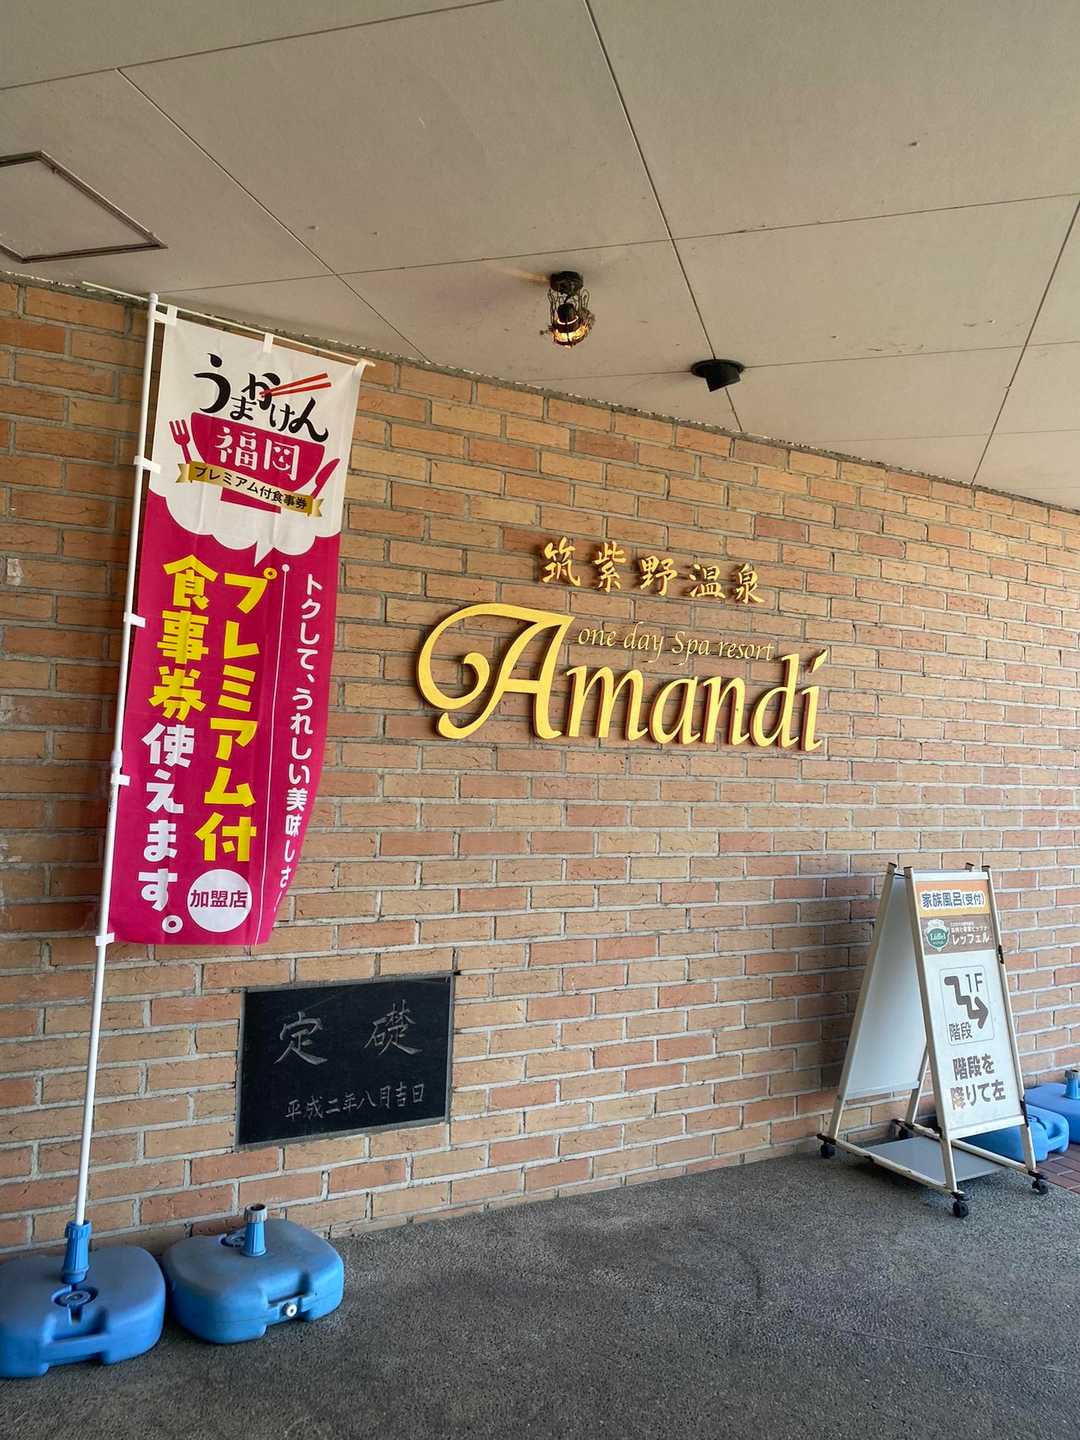 うまかけん
福岡
プレミアム付食事券
トクして、うれしい美味しさ!
プレミアム付
食事券使えます。
加盟店
筑紫野温泉
one day Spa resort
Amandi
定礎
平成二年八月吉日
家族風呂(受付)
Löffel
レッフェル
1F
階段
階段を
降りて左